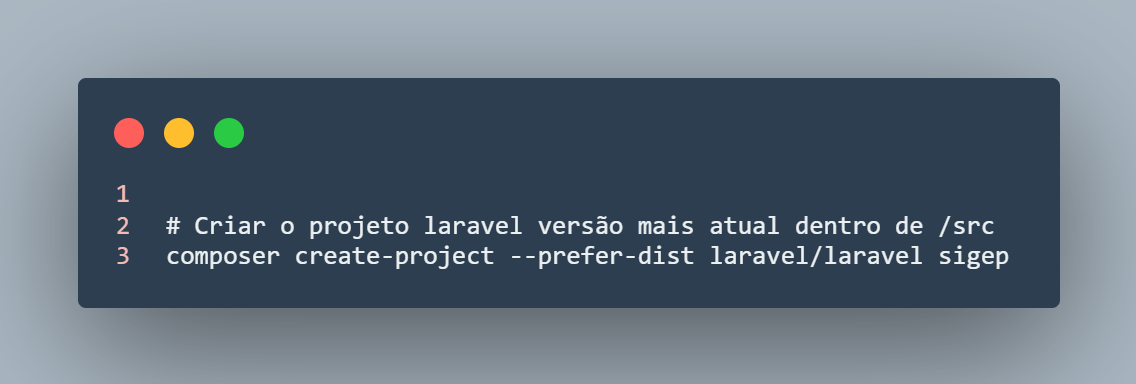 1
2 # Criar o projeto laravel versão mais atual dentro de /src
3 composer create-project --prefer-dist laravel/laravel sigep